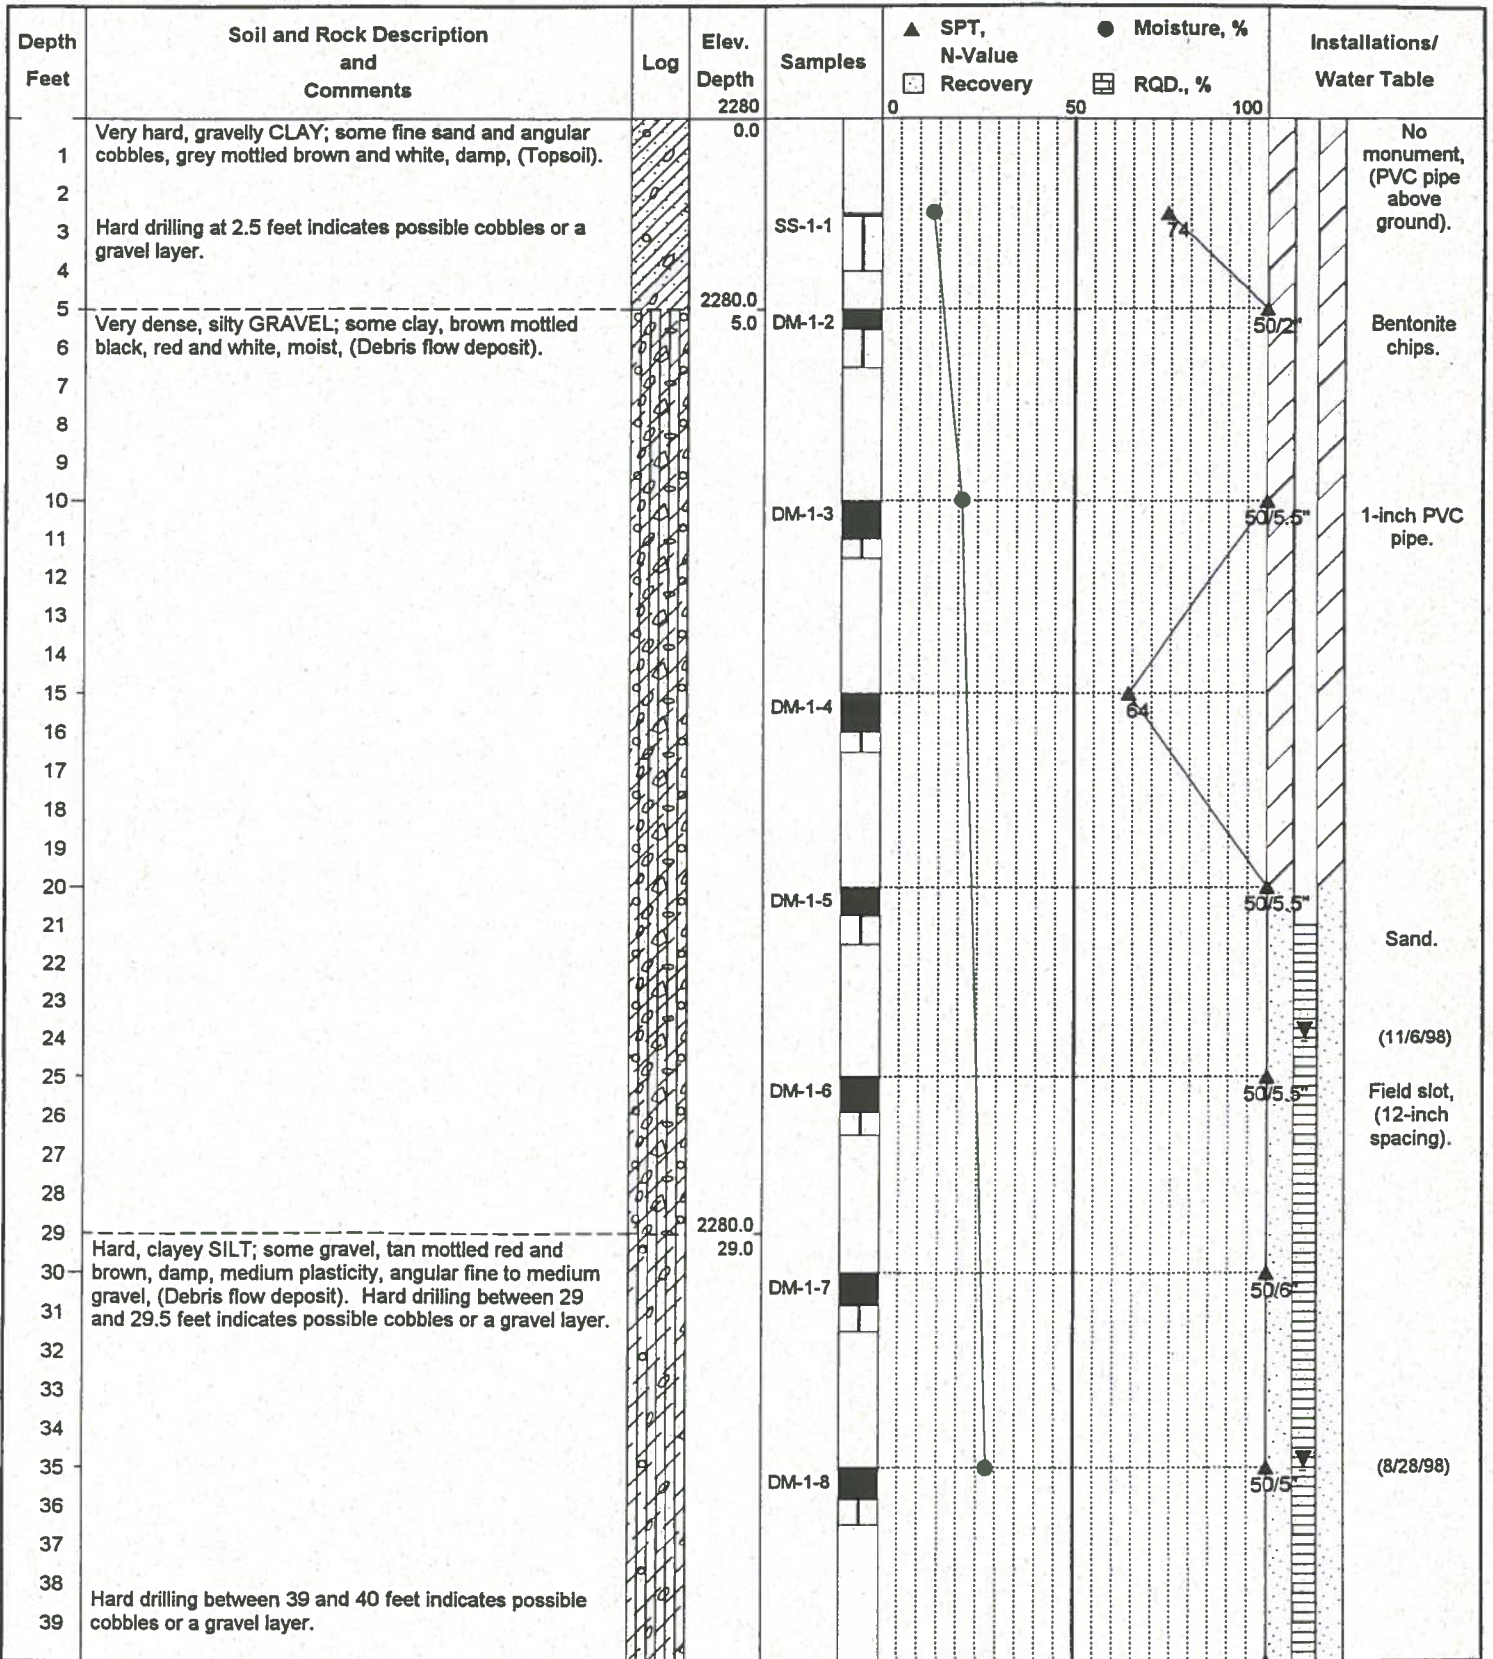 Depth
Feet
Soil and Rock Description
and
Comments
Log
Elev.
Depth
2280
Samples
SPT,
N-Value
Moisture, %
Recovery
RQD., %
0 50 100
Installations/
Water Table
0.0
Very hard, gravelly CLAY; some fine sand and angular
cobbles, grey mottled brown and white, damp, (Topsoil).
No
monument,
(PVC pipe
above
ground).
1
2
Hard drilling at 2.5 feet indicates possible cobbles or a
gravel layer.
SS-1-1
74
3
4
5
2280.0
5.0
Very dense, silty GRAVEL; some clay, brown mottled
black, red and white, moist, (Debris flow deposit).
DM-1-2
50/2"
Bentonite
chips.
6
7
8
9
10
DM-1-3
50/5.5"
1-inch PVC
pipe.
11
12
13
14
15
DM-1-4
64
16
17
18
19
20
DM-1-5
50/5.5"
21
Sand.
22
23
24
(11/6/98)
25
DM-1-6
50/5.5"
Field slot,
(12-inch
spacing).
26
27
28
29
2280.0
29.0
Hard, clayey SILT; some gravel, tan mottled red and
brown, damp, medium plasticity, angular fine to medium
gravel, (Debris flow deposit). Hard drilling between 29
and 29.5 feet indicates possible cobbles or a gravel layer.
30
DM-1-7
50/6"
31
32
33
34
35
(8/28/98)
DM-1-8
50/5"
36
37
38
39
Hard drilling between 39 and 40 feet indicates possible
cobbles or a gravel layer.